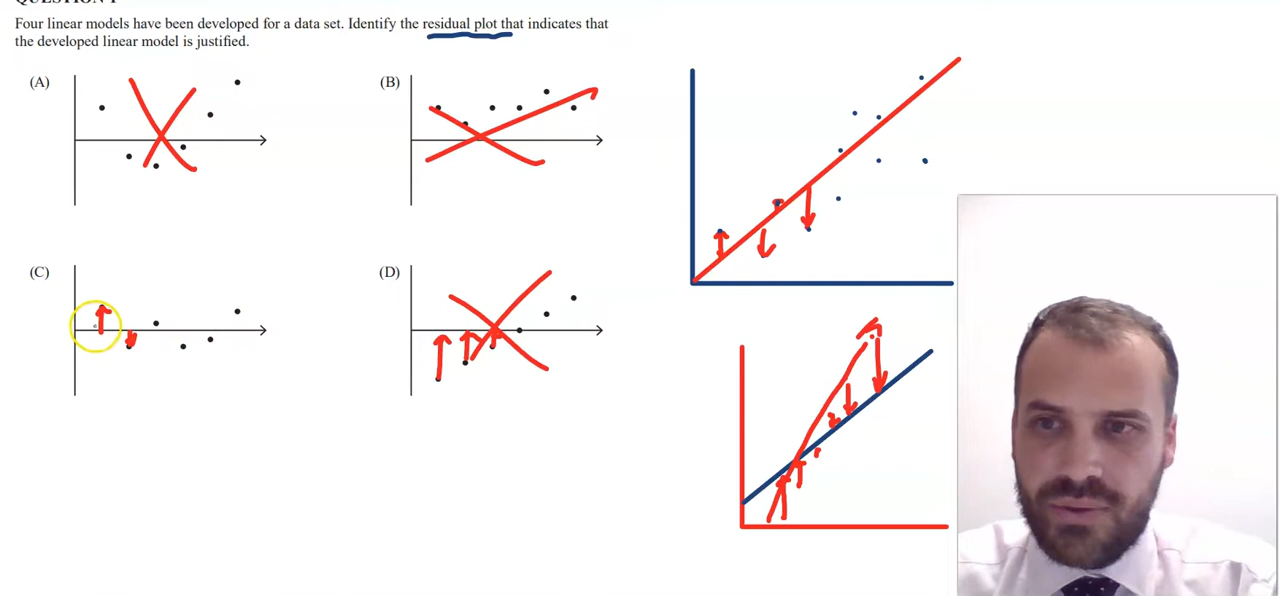 Four linear models have been developed for a data set. Identify the residual plot that indicates that
the developed linear model is justified.
(A)
(B)
(C)
(D)